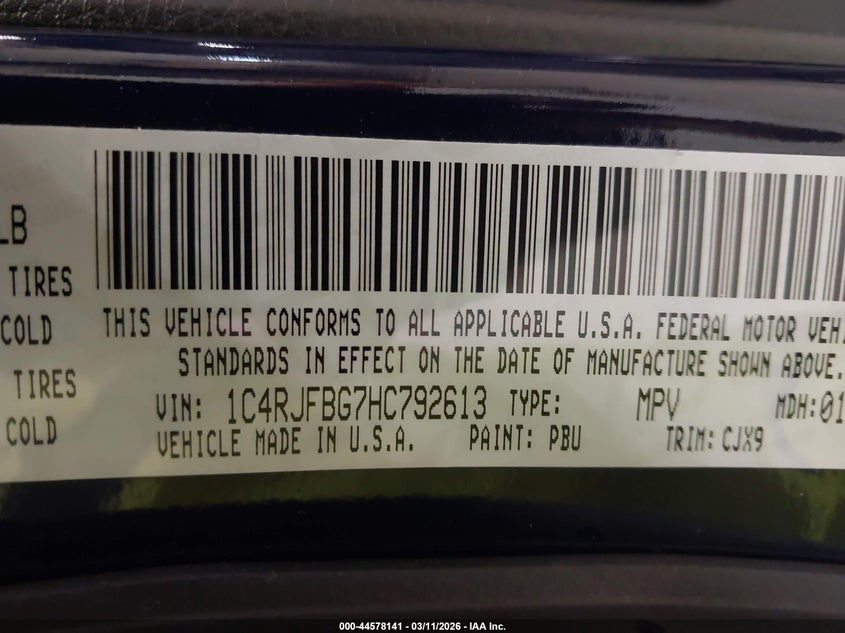 LB
TIRES
COLD
THIS VEHICLE CONFORMS TO ALL APPLICABLE U.S.A. FEDERAL MOTOR
STANDARDS IN EFFECT ON THE DATE OF MANUFACTURE SHOWN ABOVE.
TIRES
VIN: 1C4RJFBG7HC792613 TYPE: MPV MDH:01
COLD
VEHICLE MADE IN U.S.A. PAINT: PBU TRIM: CJX9
000-44578141 — 03/11/2026 — IAA Inc.